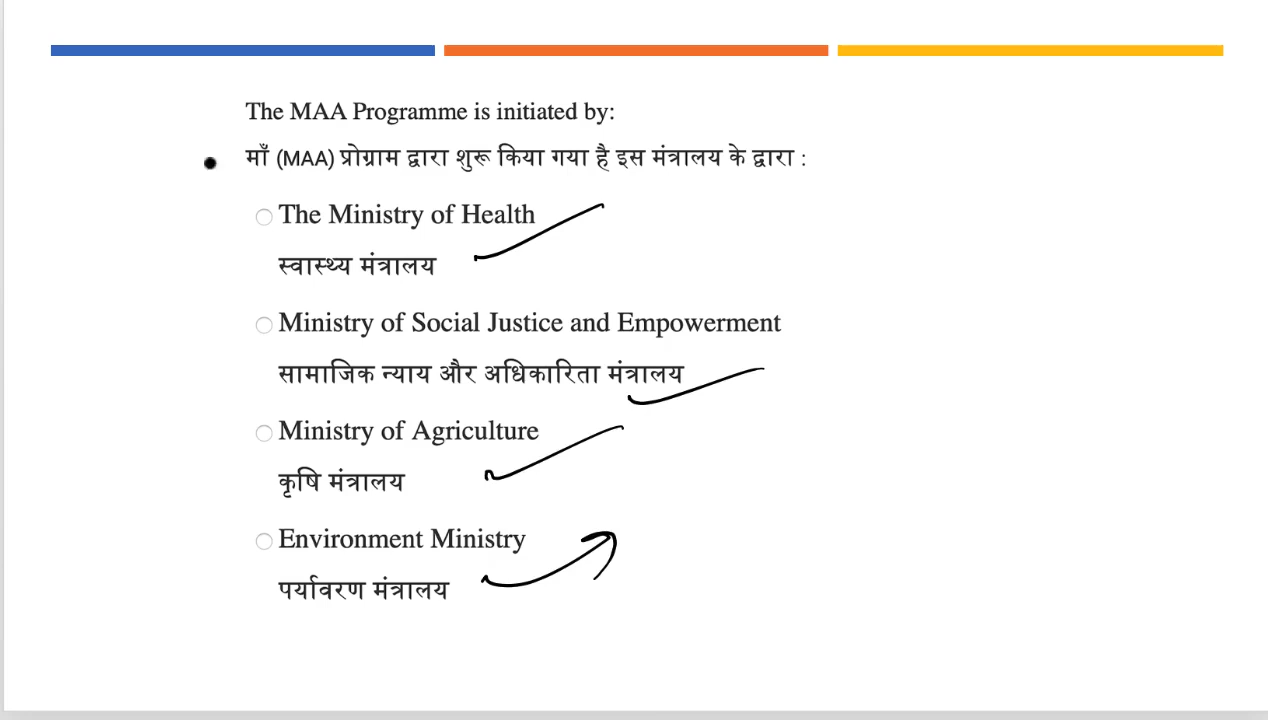 The MAA Programme is initiated by:
माँ (MAA) प्रोग्राम द्वारा शुरू किया गया है इस मंत्रालय के द्वारा :
The Ministry of Health
स्वास्थ्य मंत्रालय
Ministry of Social Justice and Empowerment
सामाजिक न्याय और अधिकारिता मंत्रालय
Ministry of Agriculture
कृषि मंत्रालय
Environment Ministry
पर्यावरण मंत्रालय